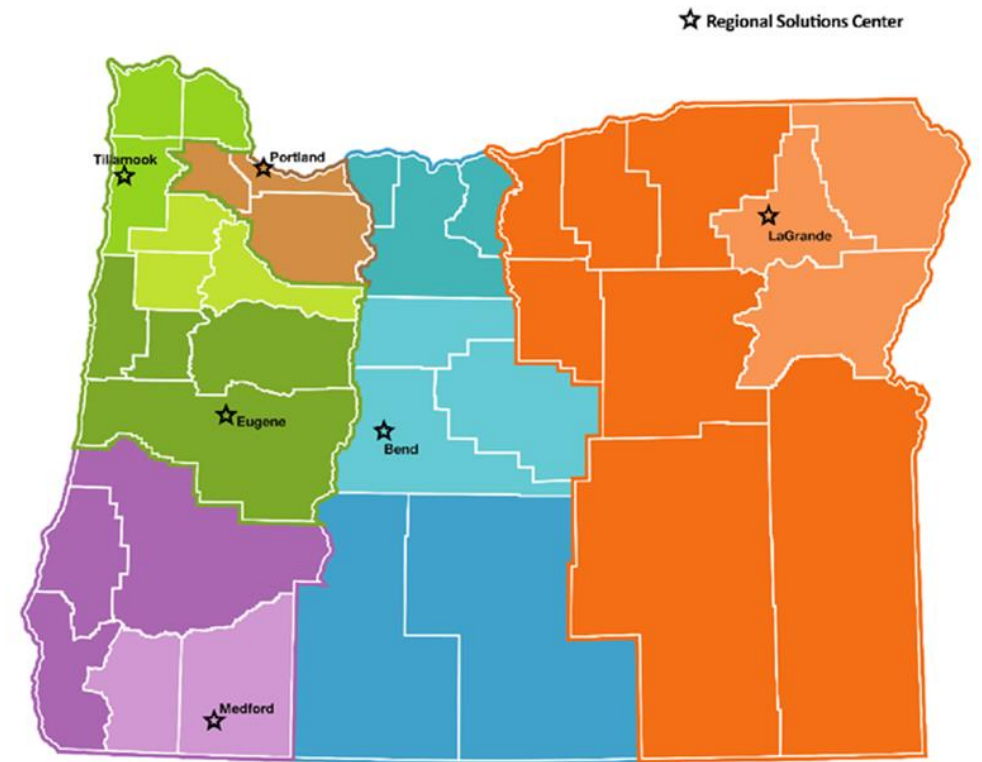 Regional Solutions Center
Portland
Tillamook
LaGrande
Eugene
Bend
Medford